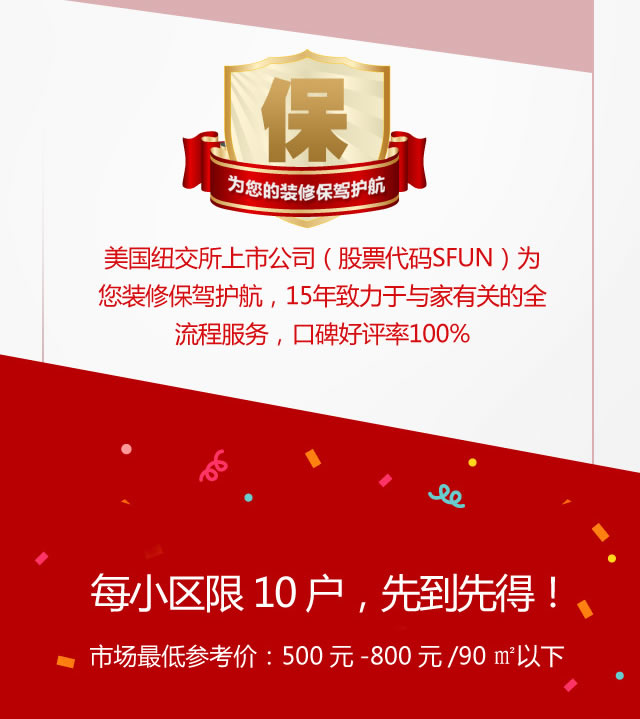 保
为您的装修保驾护航
美国纽交所上市公司（股票代码SFUN）为
您装修保驾护航，15年致力于与家有关的全
流程服务，口碑好评率100%
每小区限 10 户，先到先得！
市场最低参考价：500 元 -800 元 /90 ㎡以下